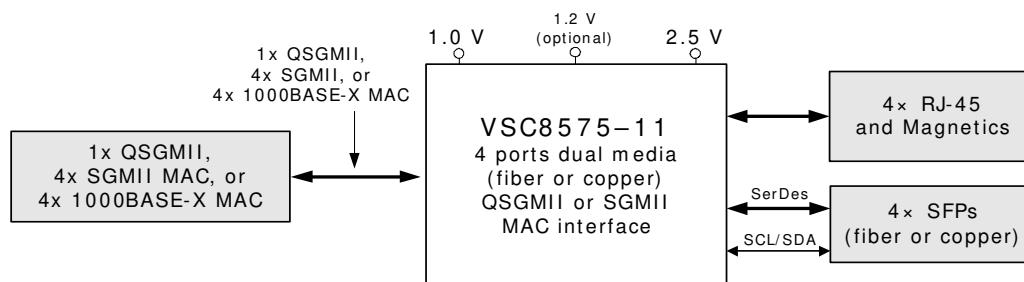 1.0 V
1.2 V
(optional)
2.5 V
1x QSGMII,
4x SGMII, or
4x 1000BASE-X MAC
1x QSGMII,
4x SGMII MAC, or
4x 1000BASE-X MAC
VSC8575–11
4 ports dual media
(fiber or copper)
QSGMII or SGMII
MAC interface
4× RJ-45
and Magnetics
SerDes
SCL/SDA
4× SFPs
(fiber or copper)